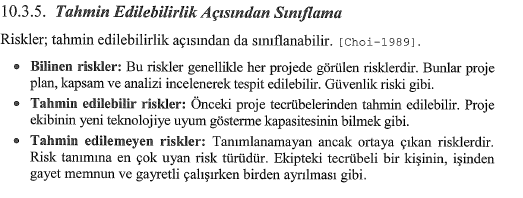 10.3.5. Tahmin Edilebilirlik Açısından Sınıflama
Riskler; tahmin edilebilirlik açısından da sınıflanabilir. [Choi-1989].
• Bilinen riskler: Bu riskler genellikle her projede görülen risklerdir. Bunlar proje
plan, kapsam ve analizi incelenerek tespit edilebilir. Güvenlik riski gibi.
• Tahmin edilebilir riskler: Önceki proje tecrübelerinden tahmin edilebilir. Proje
ekibinin yeni teknolojiye uyum gösterme kapasitesinin bilmek gibi.
• Tahmin edilemeyen riskler: Tanımlanamayan ancak ortaya çıkan risklerdir.
Risk tanımına en çok uyan risk türüdür. Ekipteki tecrübeli bir kişinin, işinden
gayet memnun ve gayretli çalışırken birden ayrılması gibi.